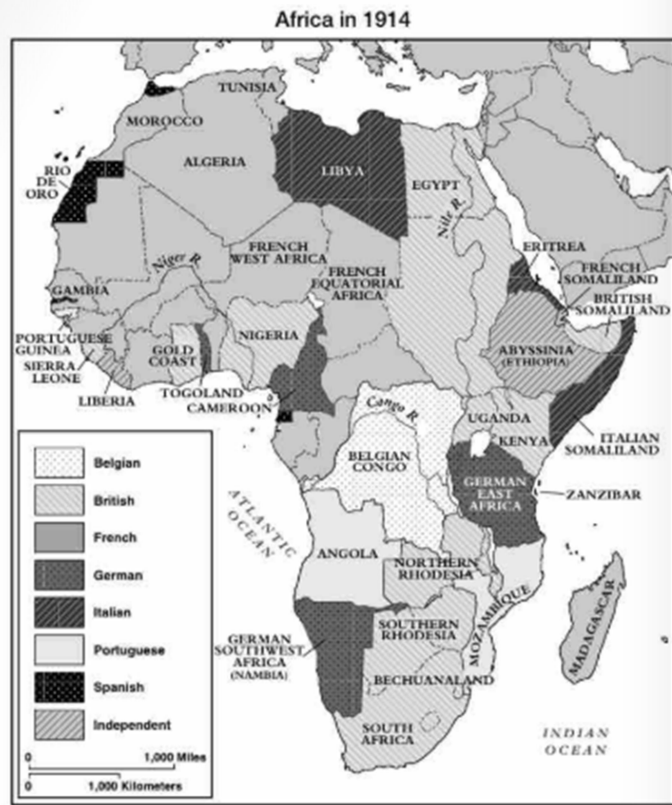 Africa in 1914
TUNISIA
MOROCCO
ALGERIA
LIBYA
EGYPT
RIO
DE
ORO
Nile R.
Niger R.
FRENCH
WEST AFRICA
FRENCH
EQUATORIAL
AFRICA
ERITREA
FRENCH
SOMALILAND
BRITISH
SOMALILAND
GAMBIA
PORTUGUESE
GUINEA
SIERRA
LEONE
LIBERIA
GOLD
COAST
NIGERIA
TOGOLAND
CAMEROON
ABYSSINIA
(ETHIOPIA)
Congo R.
UGANDA
KENYA
ITALIAN
SOMALILAND
BELGIAN
CONGO
GERMAN
EAST
AFRICA
ZANZIBAR
ATLANTIC
OCEAN
ANGOLA
NORTHERN
RHODESIA
MOZAMBIQUE
MADAGASCAR
GERMAN
SOUTHWEST
AFRICA
(NAMBIA)
SOUTHERN
RHODESIA
BECHUANALAND
SOUTH
AFRICA
INDIAN
OCEAN
Belgian
British
French
German
Italian
Portuguese
Spanish
Independent
0 1,000 Miles
0 1,000 Kilometers